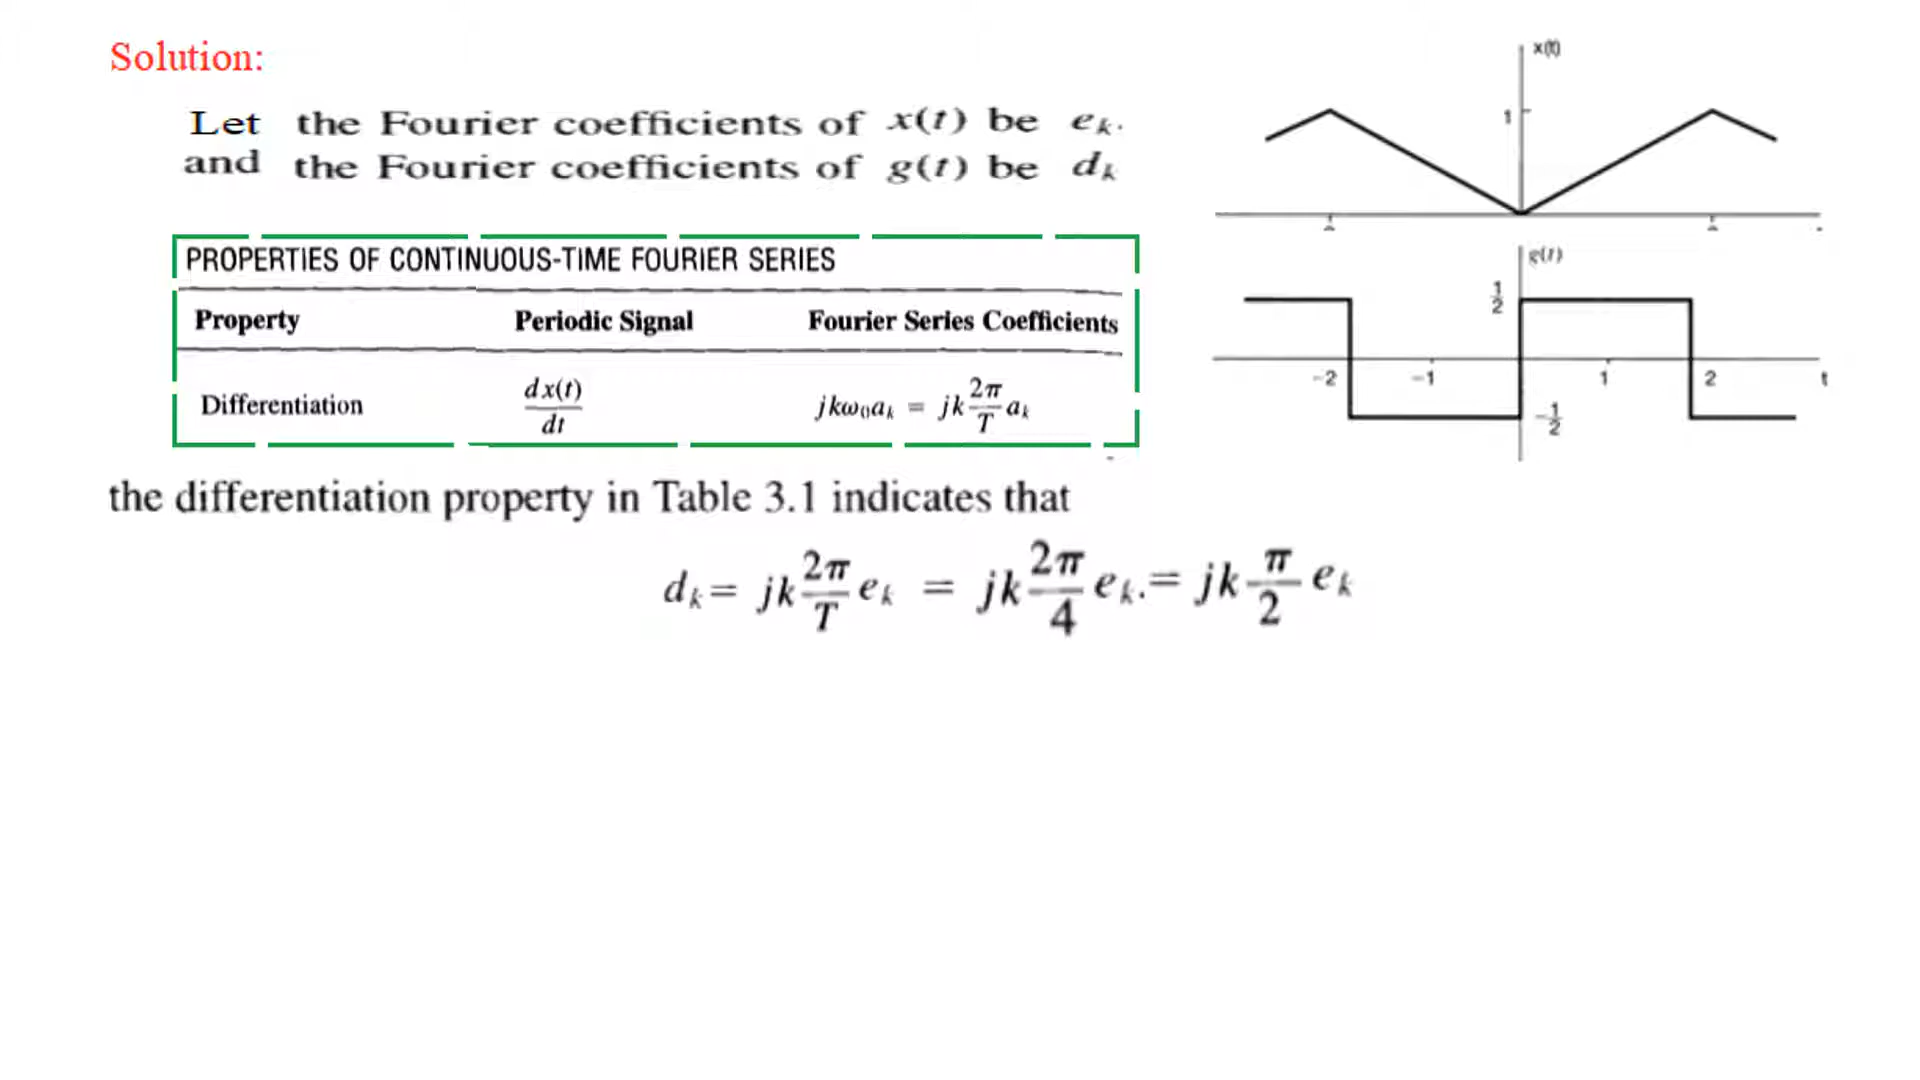 Solution:
Let the Fourier coefficients of x(t) be e_k.
and the Fourier coefficients of g(t) be d_k
PROPERTIES OF CONTINUOUS-TIME FOURIER SERIES
Property Periodic Signal Fourier Series Coefficients
Differentiation dx(t)/dt jkω₀a_k = jk 2π/T a_k
the differentiation property in Table 3.1 indicates that
d_k = jk 2π/T e_k = jk 2π/4 e_k. = jk π/2 e_k
x(t)
1
g(t)
1/2
-2 -1 1 2 t
-1/2